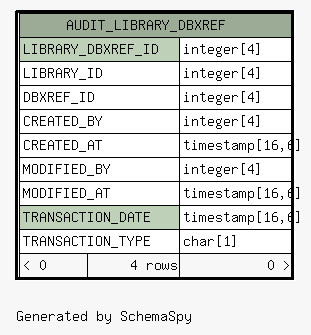 AUDIT_LIBRARY_DBXREF
LIBRARY_DBXREF_ID integer[4]
LIBRARY_ID integer[4]
DBXREF_ID integer[4]
CREATED_BY integer[4]
CREATED_AT timestamp[16,6]
MODIFIED_BY integer[4]
MODIFIED_AT timestamp[16,6]
TRANSACTION_DATE timestamp[16,6]
TRANSACTION_TYPE char[1]
< 0 4 rows 0 >
Generated by SchemaSpy